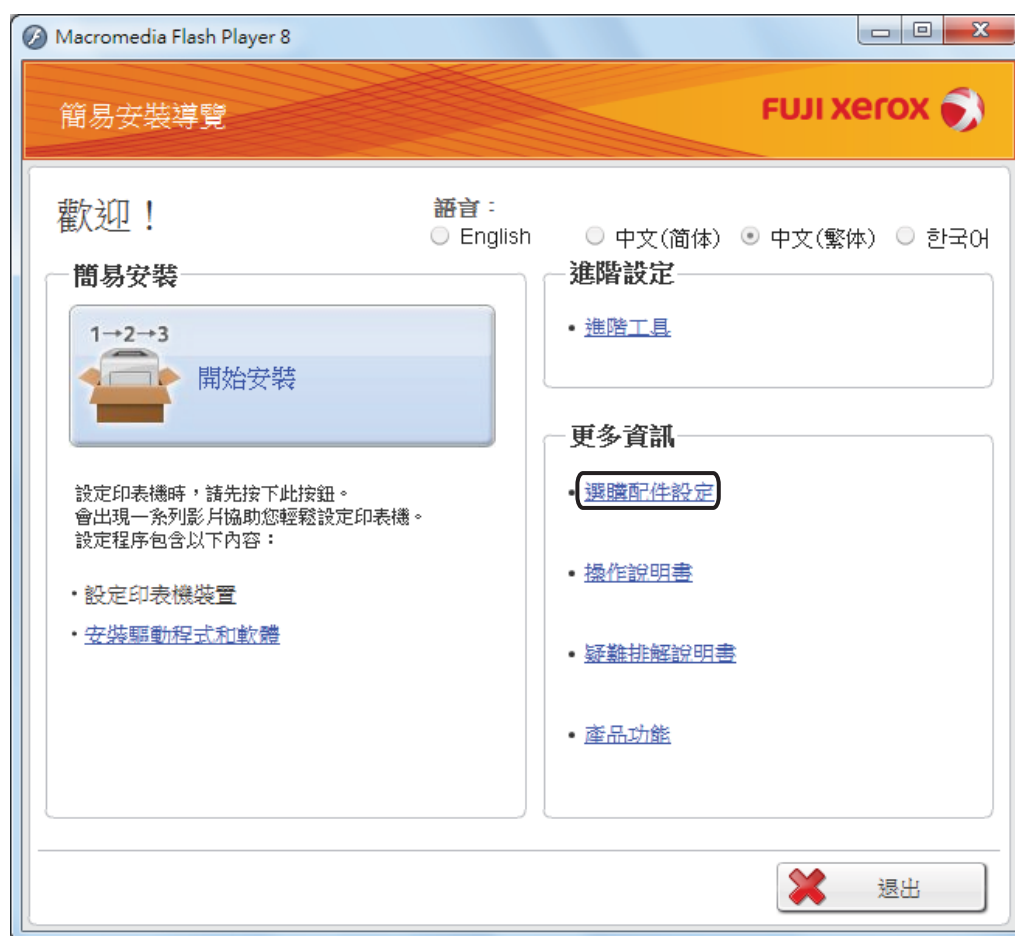 Macromedia Flash Player 8
簡易安裝導覽
FUJI xerox
歡迎！
語言：
English
中文(简体)
中文(繁体)
한국어
簡易安裝
1→2→3
開始安裝
設定印表機時，請先按下此按鈕。
會出現一系列影片協助您輕鬆設定印表機。
設定程序包含以下內容：
・設定印表機裝置
・安裝驅動程式和軟體
進階設定
• 進階工具
更多資訊
• 選購配件設定
• 操作說明書
• 疑難排解說明書
• 產品功能
退出